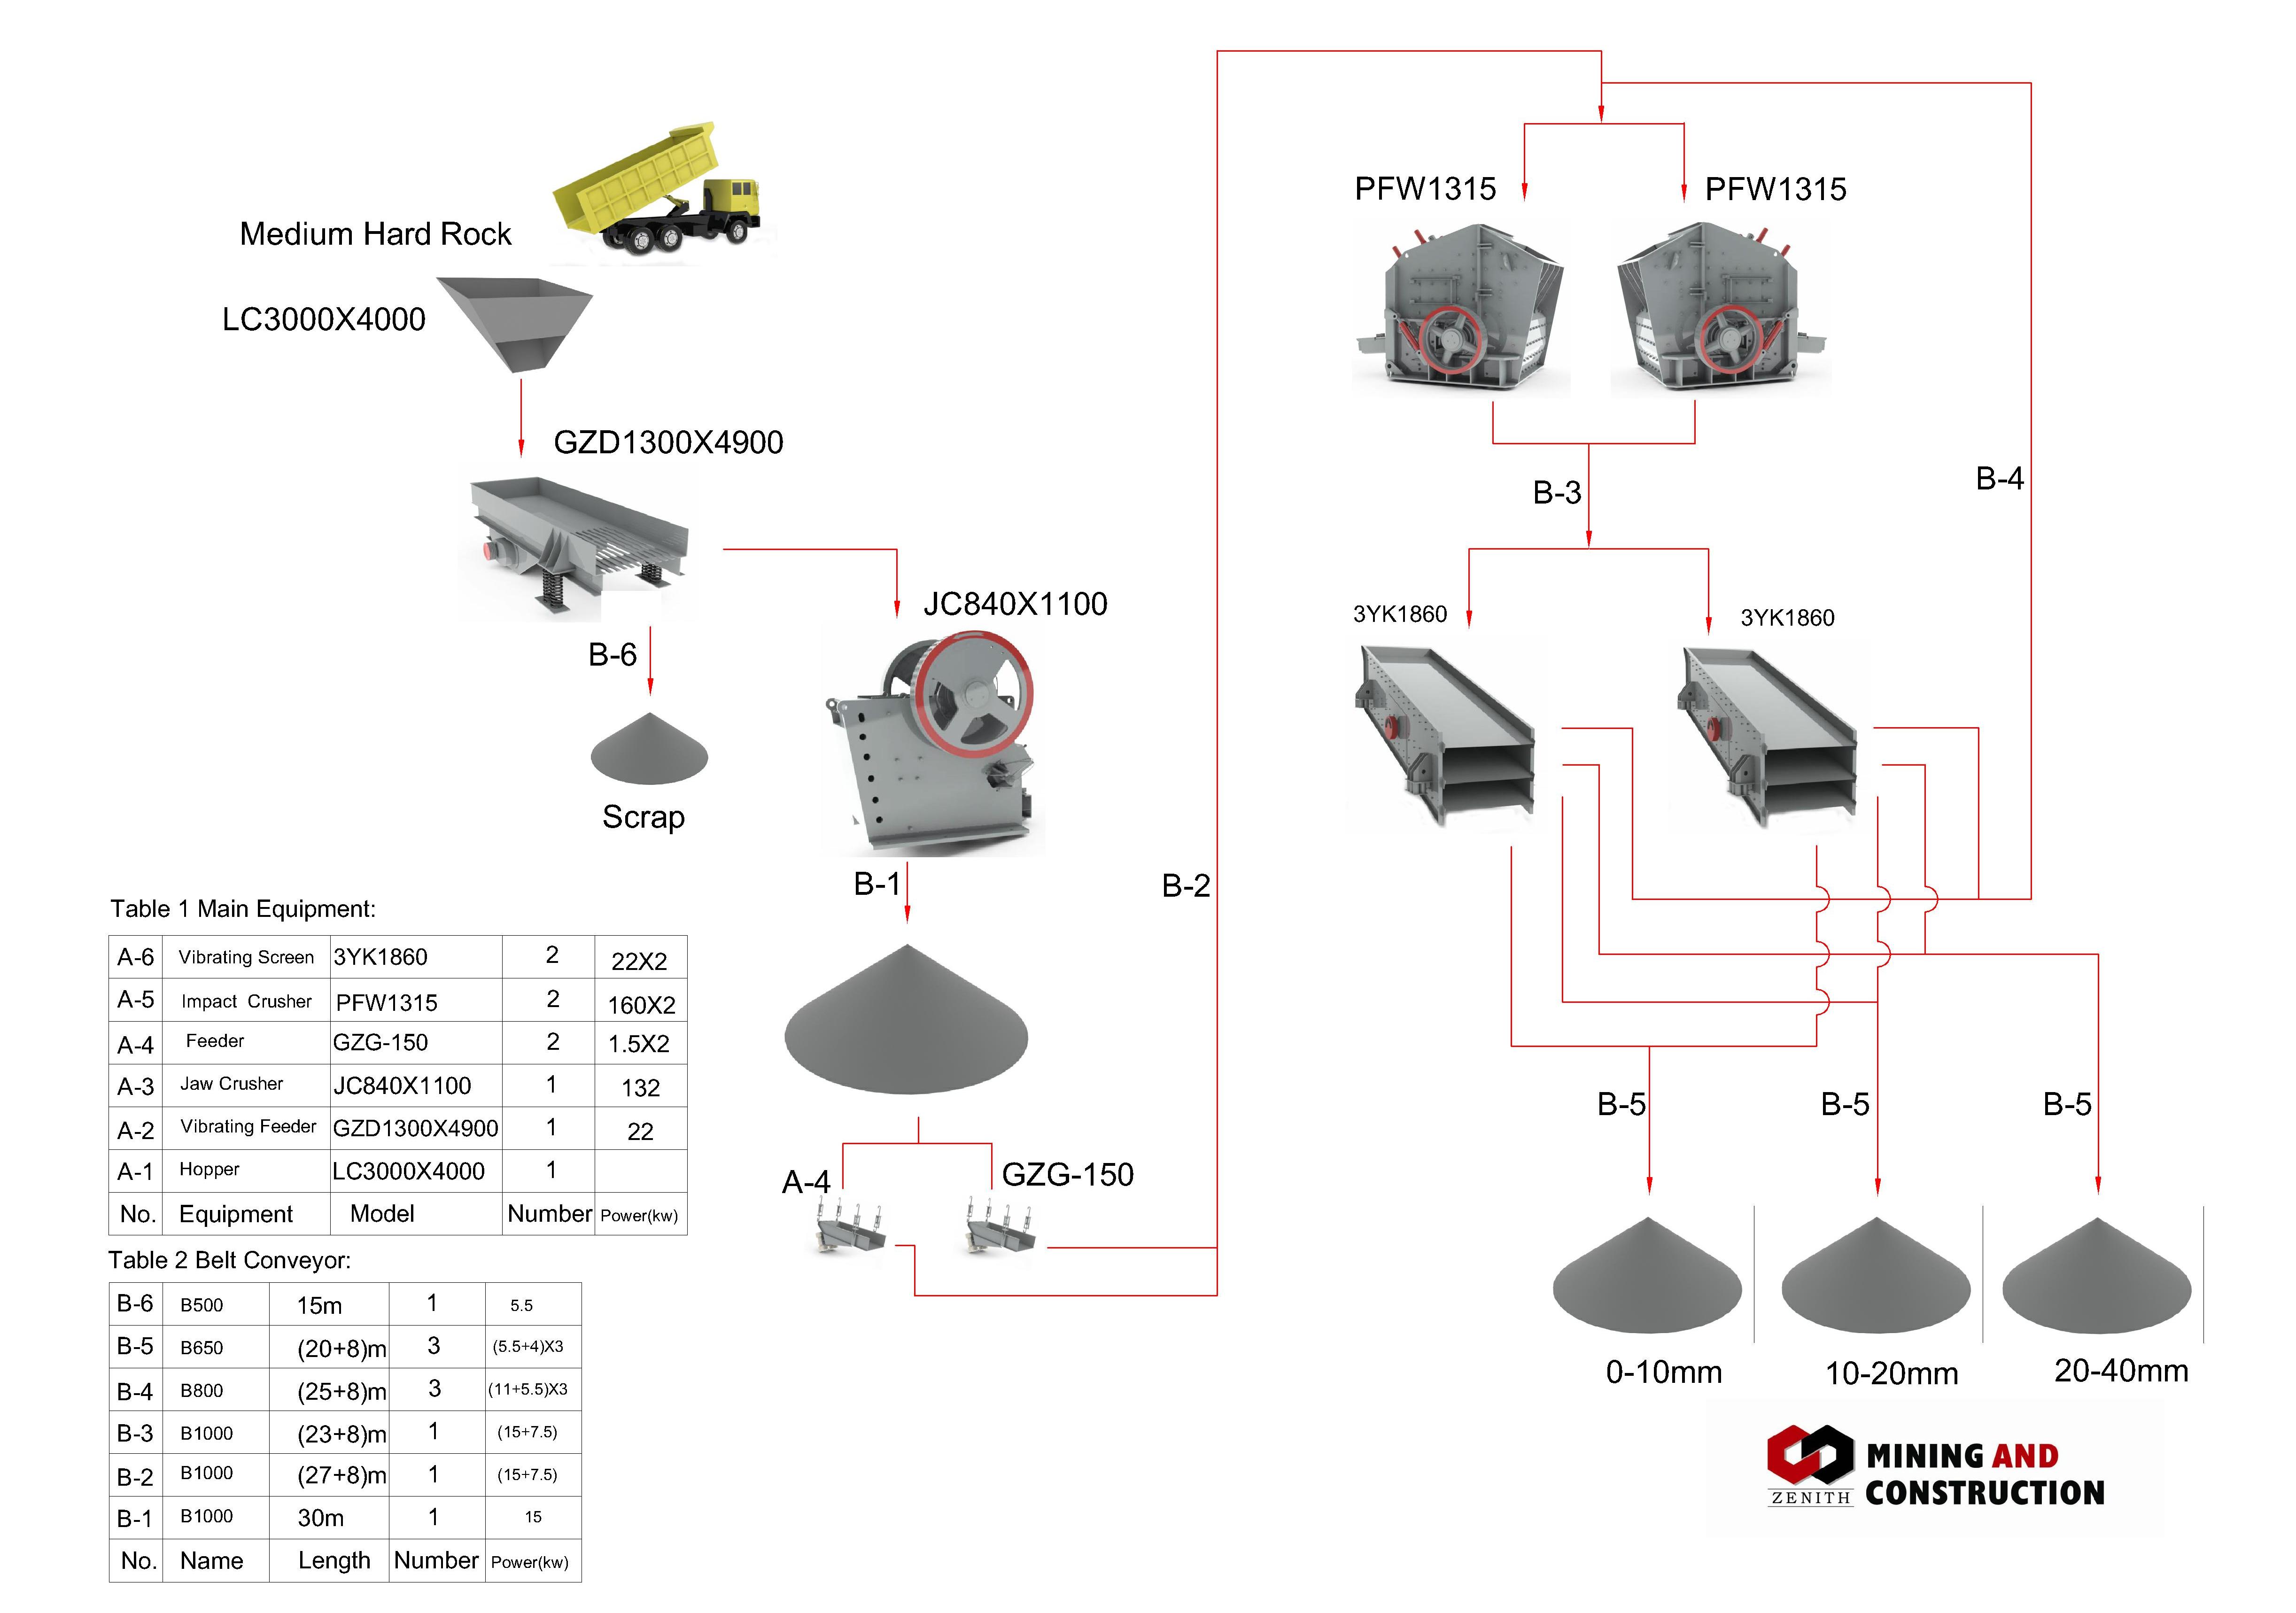 Medium Hard Rock
LC3000X4000
GZD1300X4900
B-6
Scrap
JC840X1100
B-1
A-4
GZG-150
B-2
PFW1315
PFW1315
B-3
B-4
3YK1860
3YK1860
B-5
B-5
B-5
0-10mm
10-20mm
20-40mm
Table 1 Main Equipment:
A-6 Vibrating Screen 3YK1860 2 22X2
A-5 Impact Crusher PFW1315 2 160X2
A-4 Feeder GZG-150 2 1.5X2
A-3 Jaw Crusher JC840X1100 1 132
A-2 Vibrating Feeder GZD1300X4900 1 22
A-1 Hopper LC3000X4000 1
No. Equipment Model Number Power(kw)
Table 2 Belt Conveyor:
B-6 B500 15m 1 5.5
B-5 B650 (20+8)m 3 (5.5+4)X3
B-4 B800 (25+8)m 3 (11+5.5)X3
B-3 B1000 (23+8)m 1 (15+7.5)
B-2 B1000 (27+8)m 1 (15+7.5)
B-1 B1000 30m 1 15
No. Name Length Number Power(kw)
ZENITH
MINING AND
CONSTRUCTION